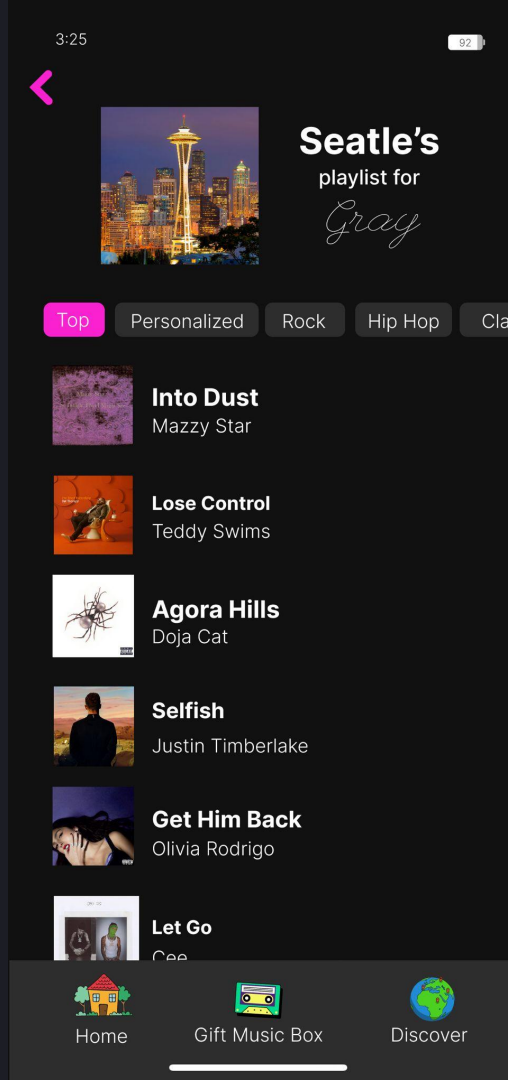 3:25
92
Seatle’s
playlist for
Gray
Top
Personalized
Rock
Hip Hop
Cla
Into Dust
Mazzy Star
Lose Control
Teddy Swims
Agora Hills
Doja Cat
Selfish
Justin Timberlake
Get Him Back
Olivia Rodrigo
Let Go
Cee
Home
Gift Music Box
Discover